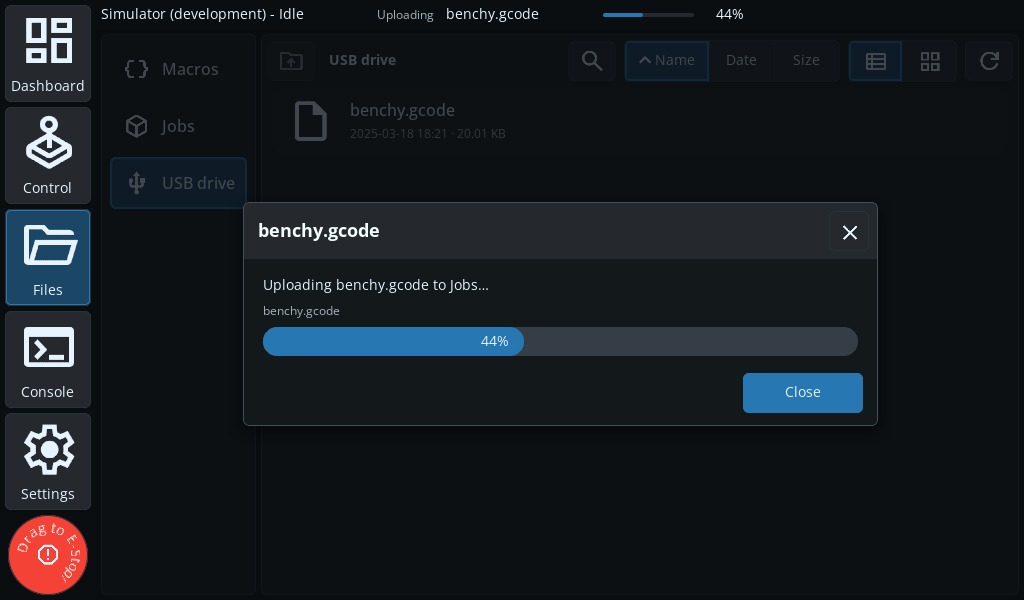 Simulator (development) - Idle
Uploading benchy.gcode 44%
Dashboard
Control
Files
Console
Settings
Drag to E-Stop!
Macros
Jobs
USB drive
USB drive
Name
Date
Size
benchy.gcode
2025-03-18 18:21 · 20.01 KB
benchy.gcode
Uploading benchy.gcode to Jobs...
benchy.gcode
44%
Close